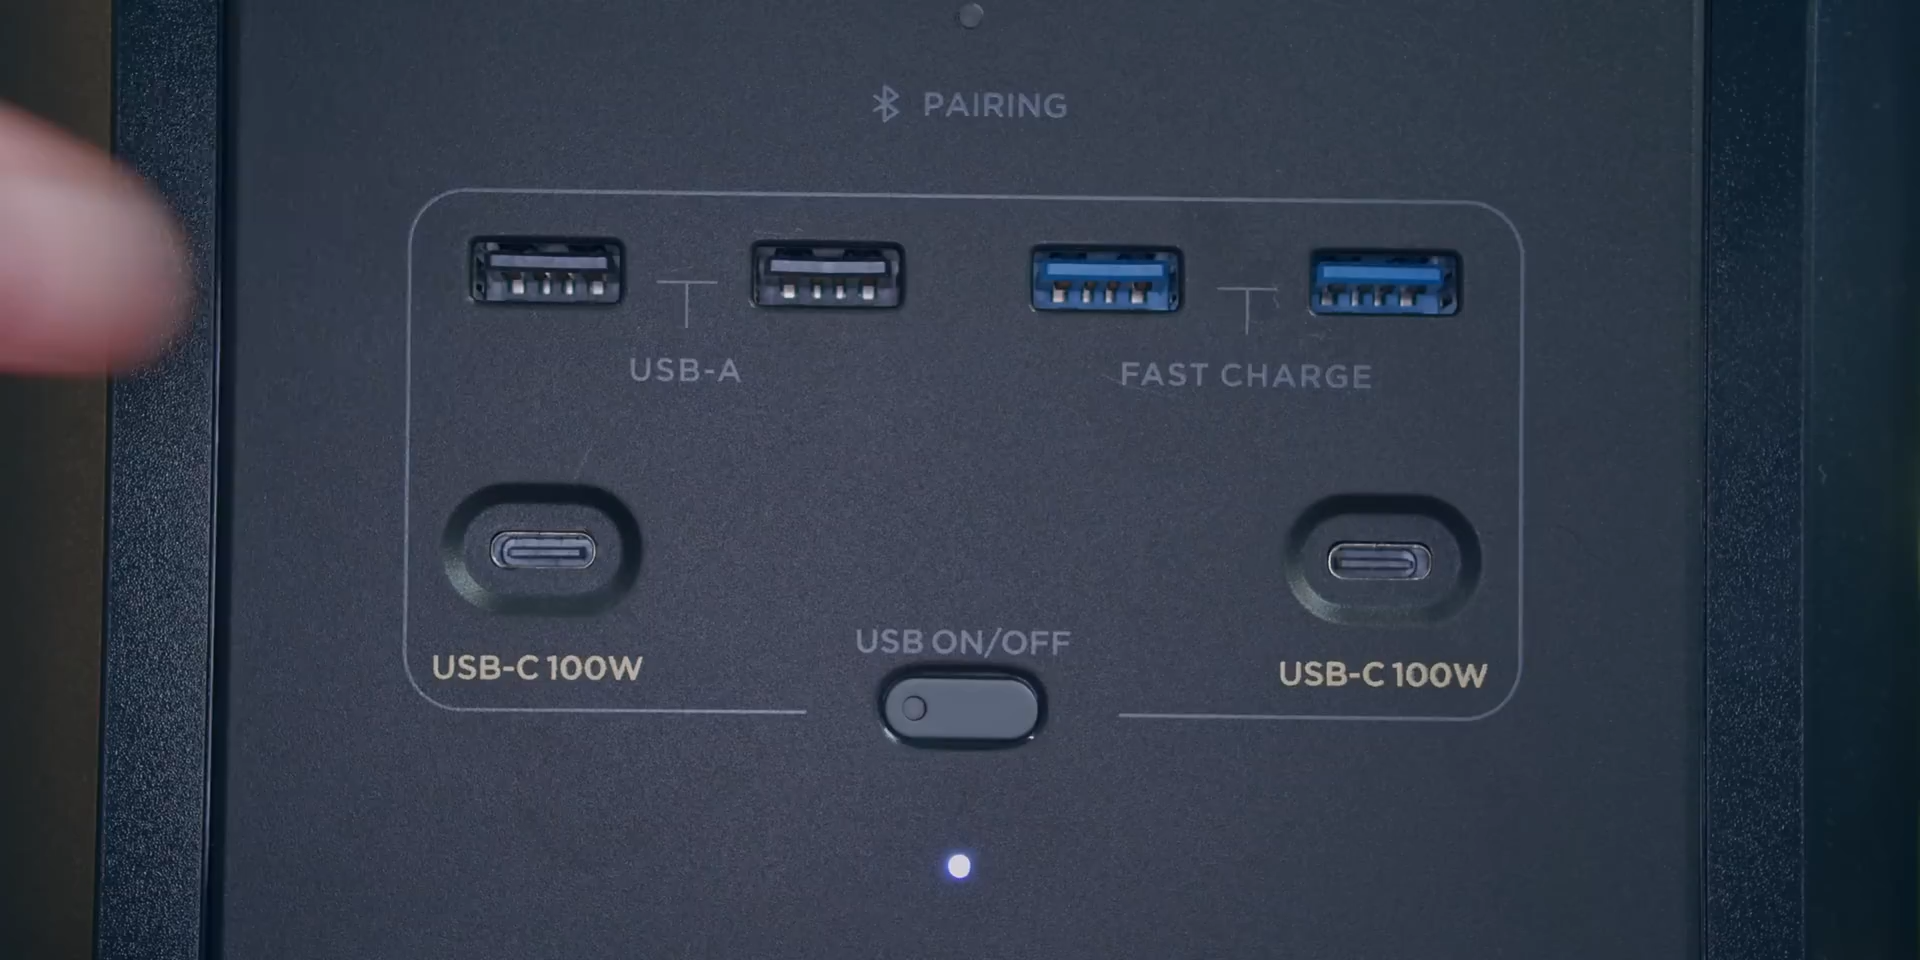 PAIRING
USB-A
FAST CHARGE
USB-C 100W
USB ON/OFF
USB-C 100W